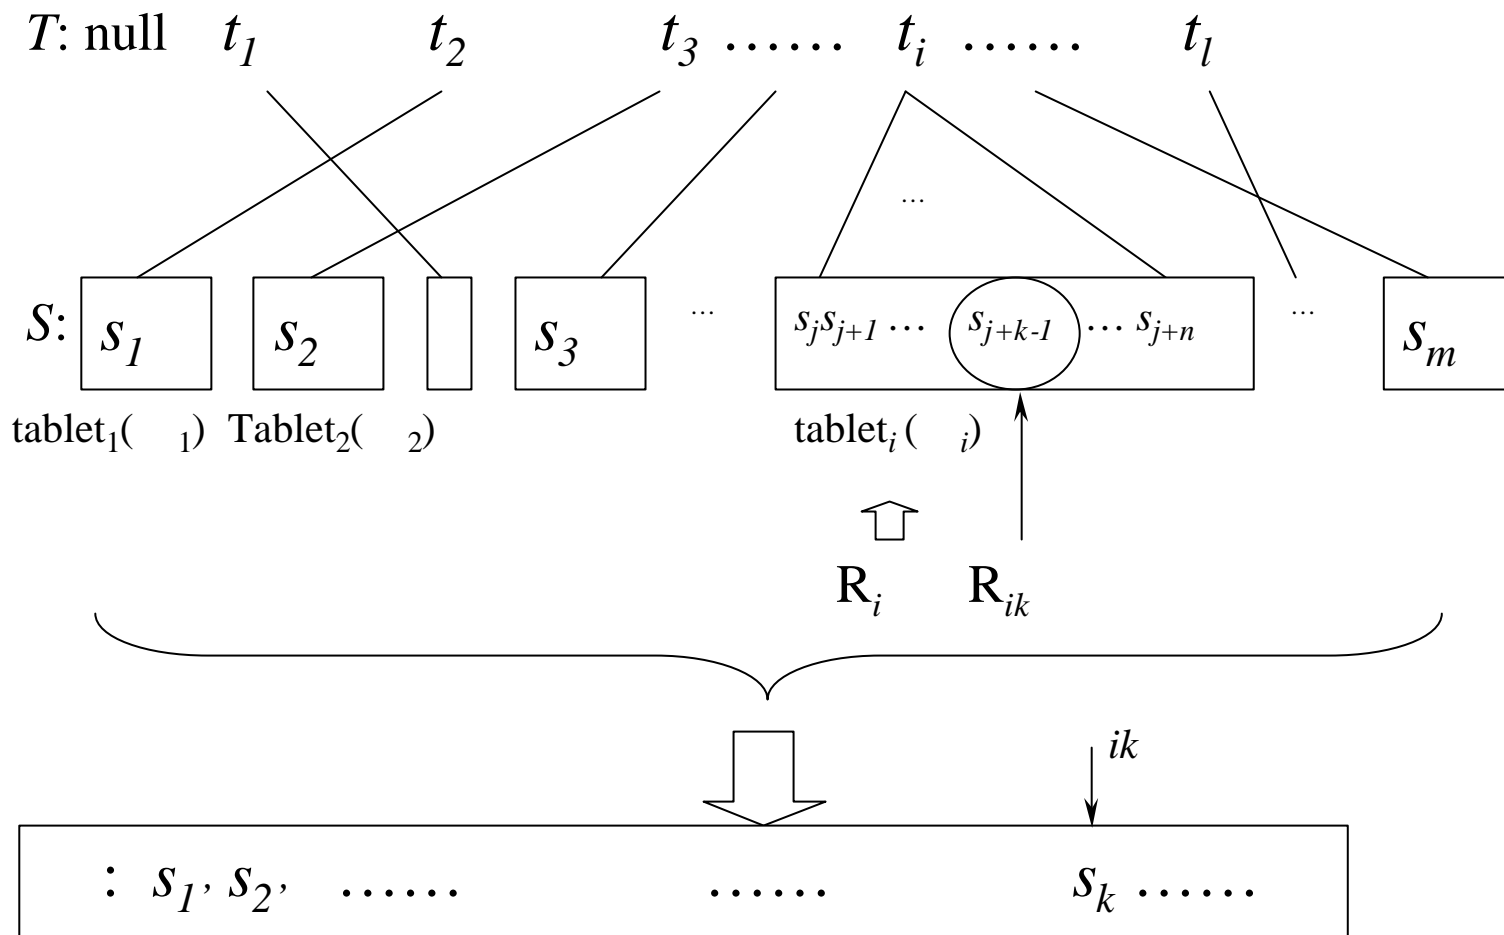 T: null t1 t2 t3 …… ti …… tl
…
S: s1 s2 s3 … sjsj+1 … sj+k-1 … sj+n … sm
tablet1( 1) Tablet2( 2) tableti ( i)
Ri Rik
ik
: s1, s2, …… …… sk ……